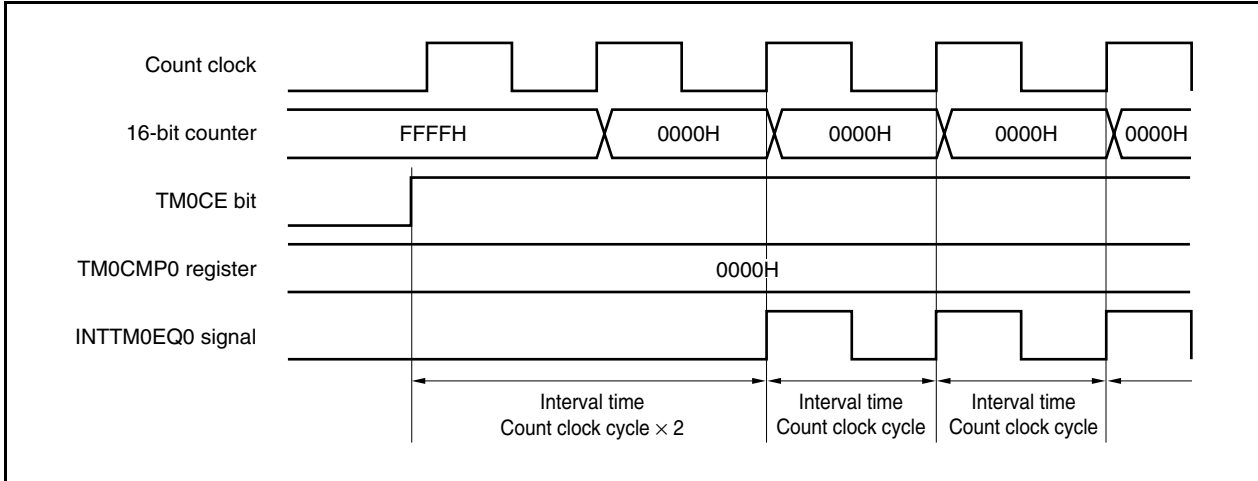 Count clock
16-bit counter
FFFFH
0000H
0000H
0000H
0000H
TM0CE bit
TM0CMP0 register
0000H
INTTM0EQ0 signal
Interval time
Count clock cycle × 2
Interval time
Count clock cycle
Interval time
Count clock cycle